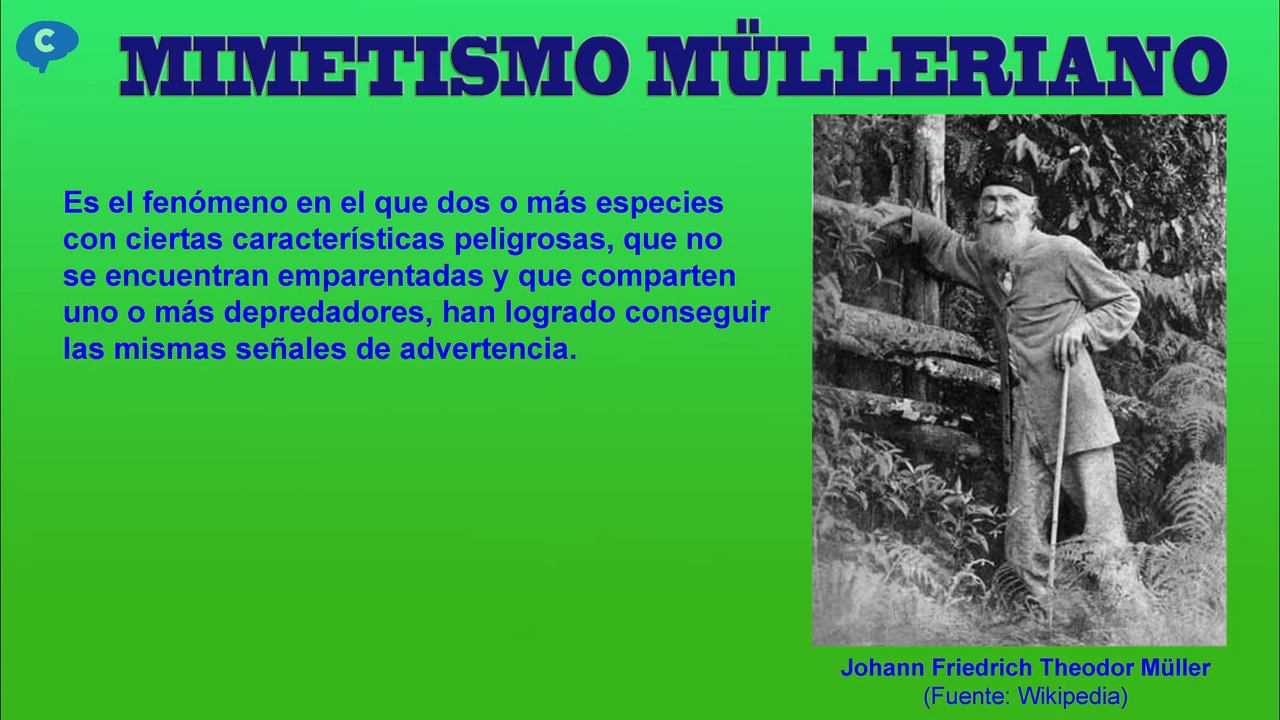 C
MIMETISMO MÜLLERIANO
Es el fenómeno en el que dos o más especies
con ciertas características peligrosas, que no
se encuentran emparentadas y que comparten
uno o más depredadores, han logrado conseguir
las mismas señales de advertencia.
Johann Friedrich Theodor Müller
(Fuente: Wikipedia)